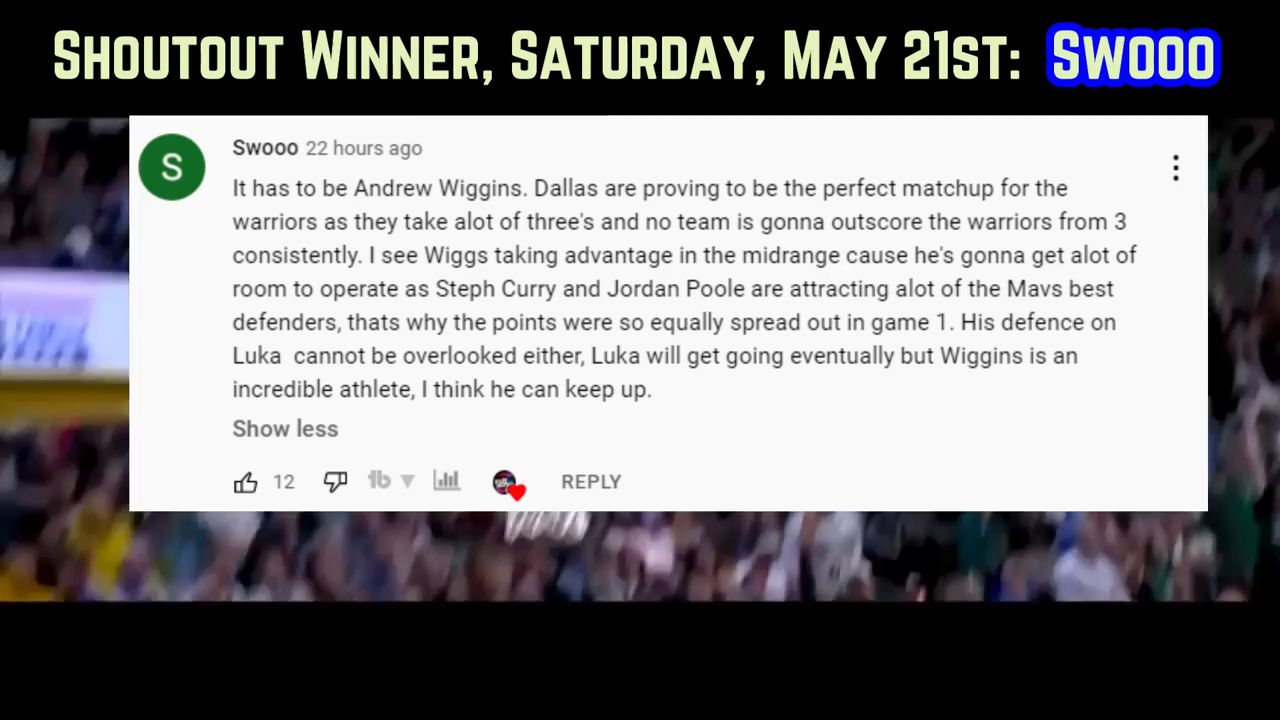 Shoutout Winner, Saturday, May 21st: Swooo
Swooo 22 hours ago
S
It has to be Andrew Wiggins. Dallas are proving to be the perfect matchup for the
warriors as they take alot of three's and no team is gonna outscore the warriors from 3
consistently. I see Wiggs taking advantage in the midrange cause he's gonna get alot of
room to operate as Steph Curry and Jordan Poole are attracting alot of the Mavs best
defenders, thats why the points were so equally spread out in game 1. His defence on
Luka  cannot be overlooked either, Luka will get going eventually but Wiggins is an
incredible athlete, I think he can keep up.
Show less
12 REPLY